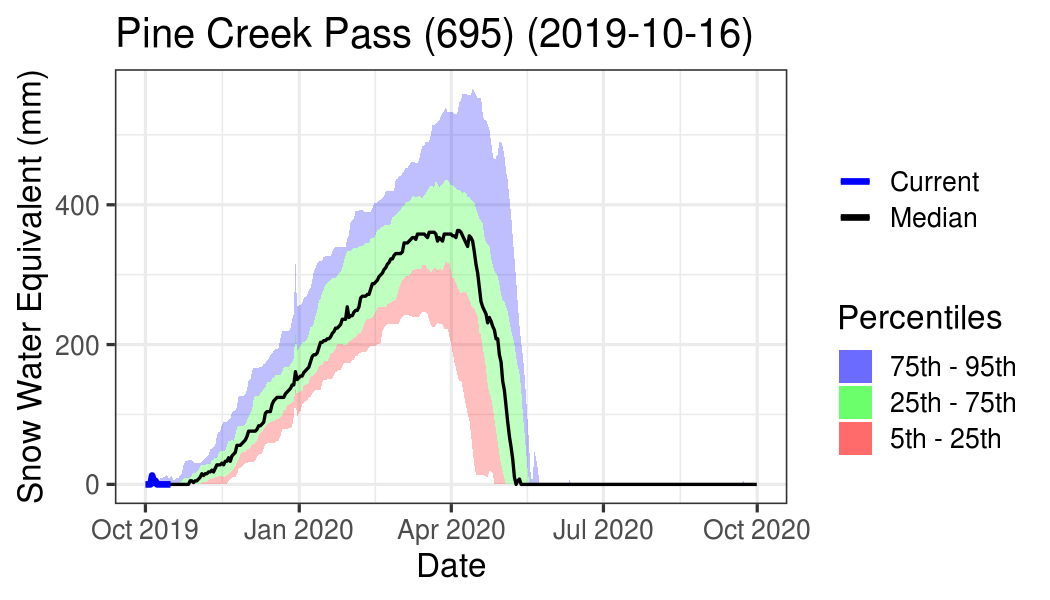 Pine Creek Pass (695) (2019-10-16)
Snow Water Equivalent (mm)
400
200
0
Oct 2019 Jan 2020 Apr 2020 Jul 2020 Oct 2020
Date
Current
Median
Percentiles
75th - 95th
25th - 75th
5th - 25th